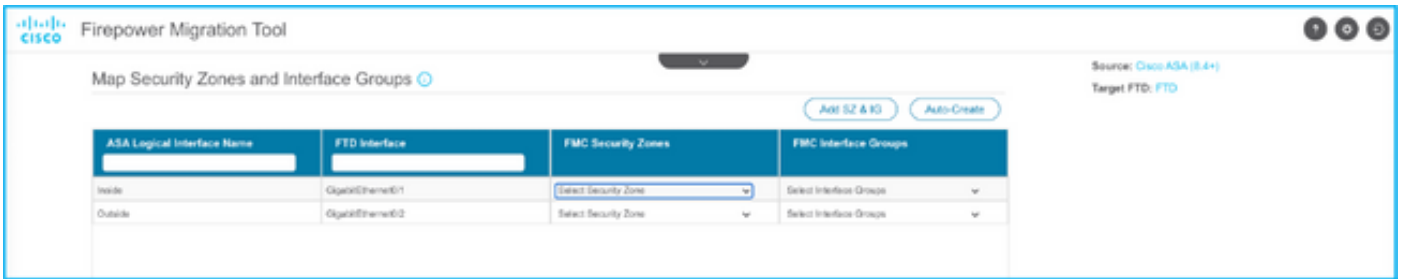 CISCO Firepower Migration Tool
Map Security Zones and Interface Groups
Source: Cisco ASA (8.4+)
Target FTD: FTD
Add SZ & IG Auto-Create
ASA Logical Interface Name FTD Interface FMC Security Zones FMC Interface Groups
Inside GigabitEthernet0/1 Select Security Zone Select Interface Groups
Outside GigabitEthernet0/2 Select Security Zone Select Interface Groups